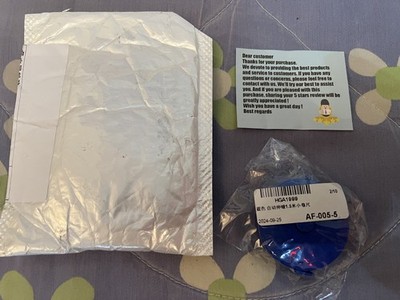 Dear customer
Thanks for your purchase.
We devote to providing the best products
and service to customers. If you have any
questions or concerns, please feel free to
contact with us. We'll try our best to assist
you. And if you are pleased with this
purchase, sharing your 5 stars review will be
greatly appreciated !
Wish you have a great day !
Best regards
HGA1999
2024-09-25
AF-005-5